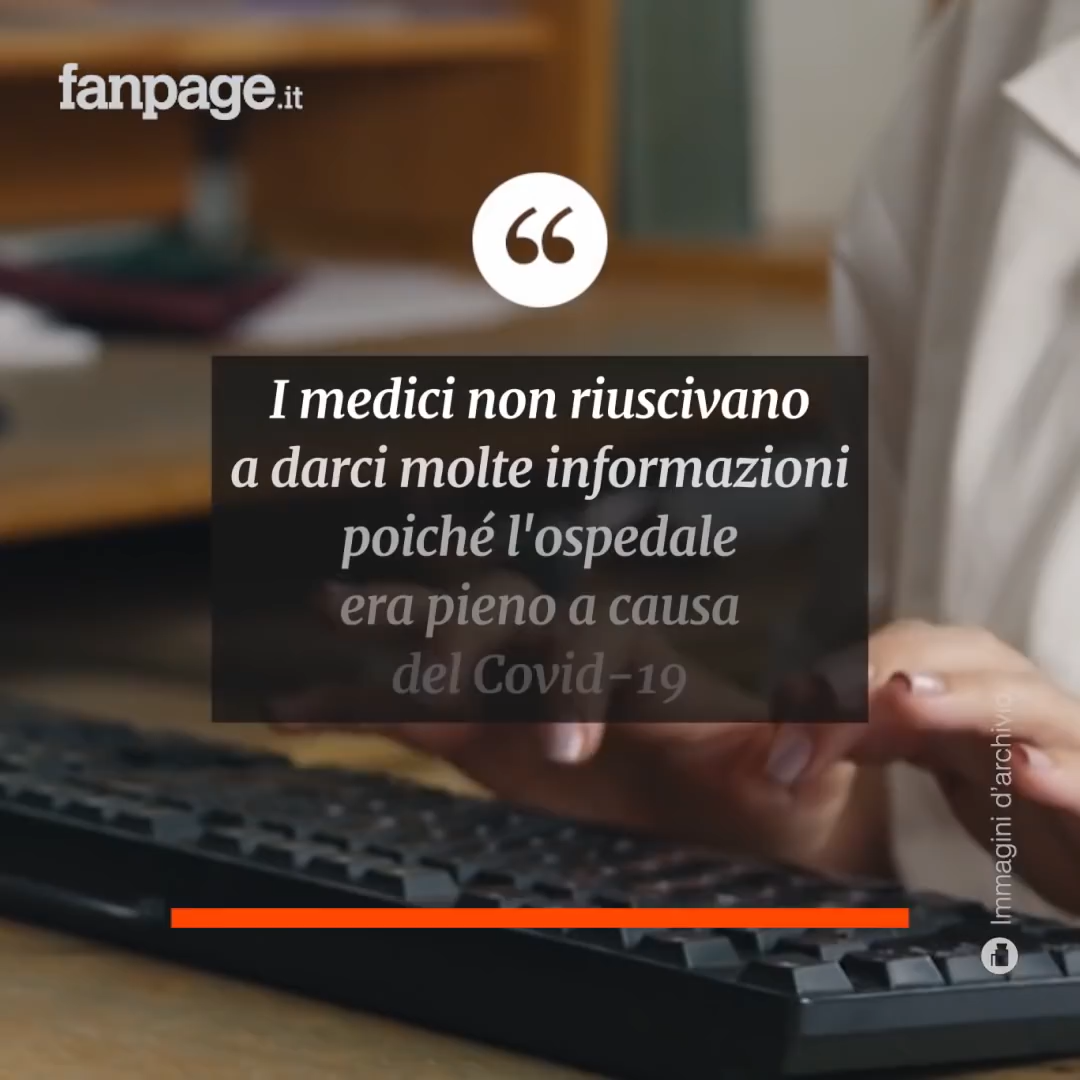 fanpage.it
“
I medici non riuscivano
a darci molte informazioni
poiché l'ospedale
era pieno a causa
del Covid-19
Immagini d'archivio